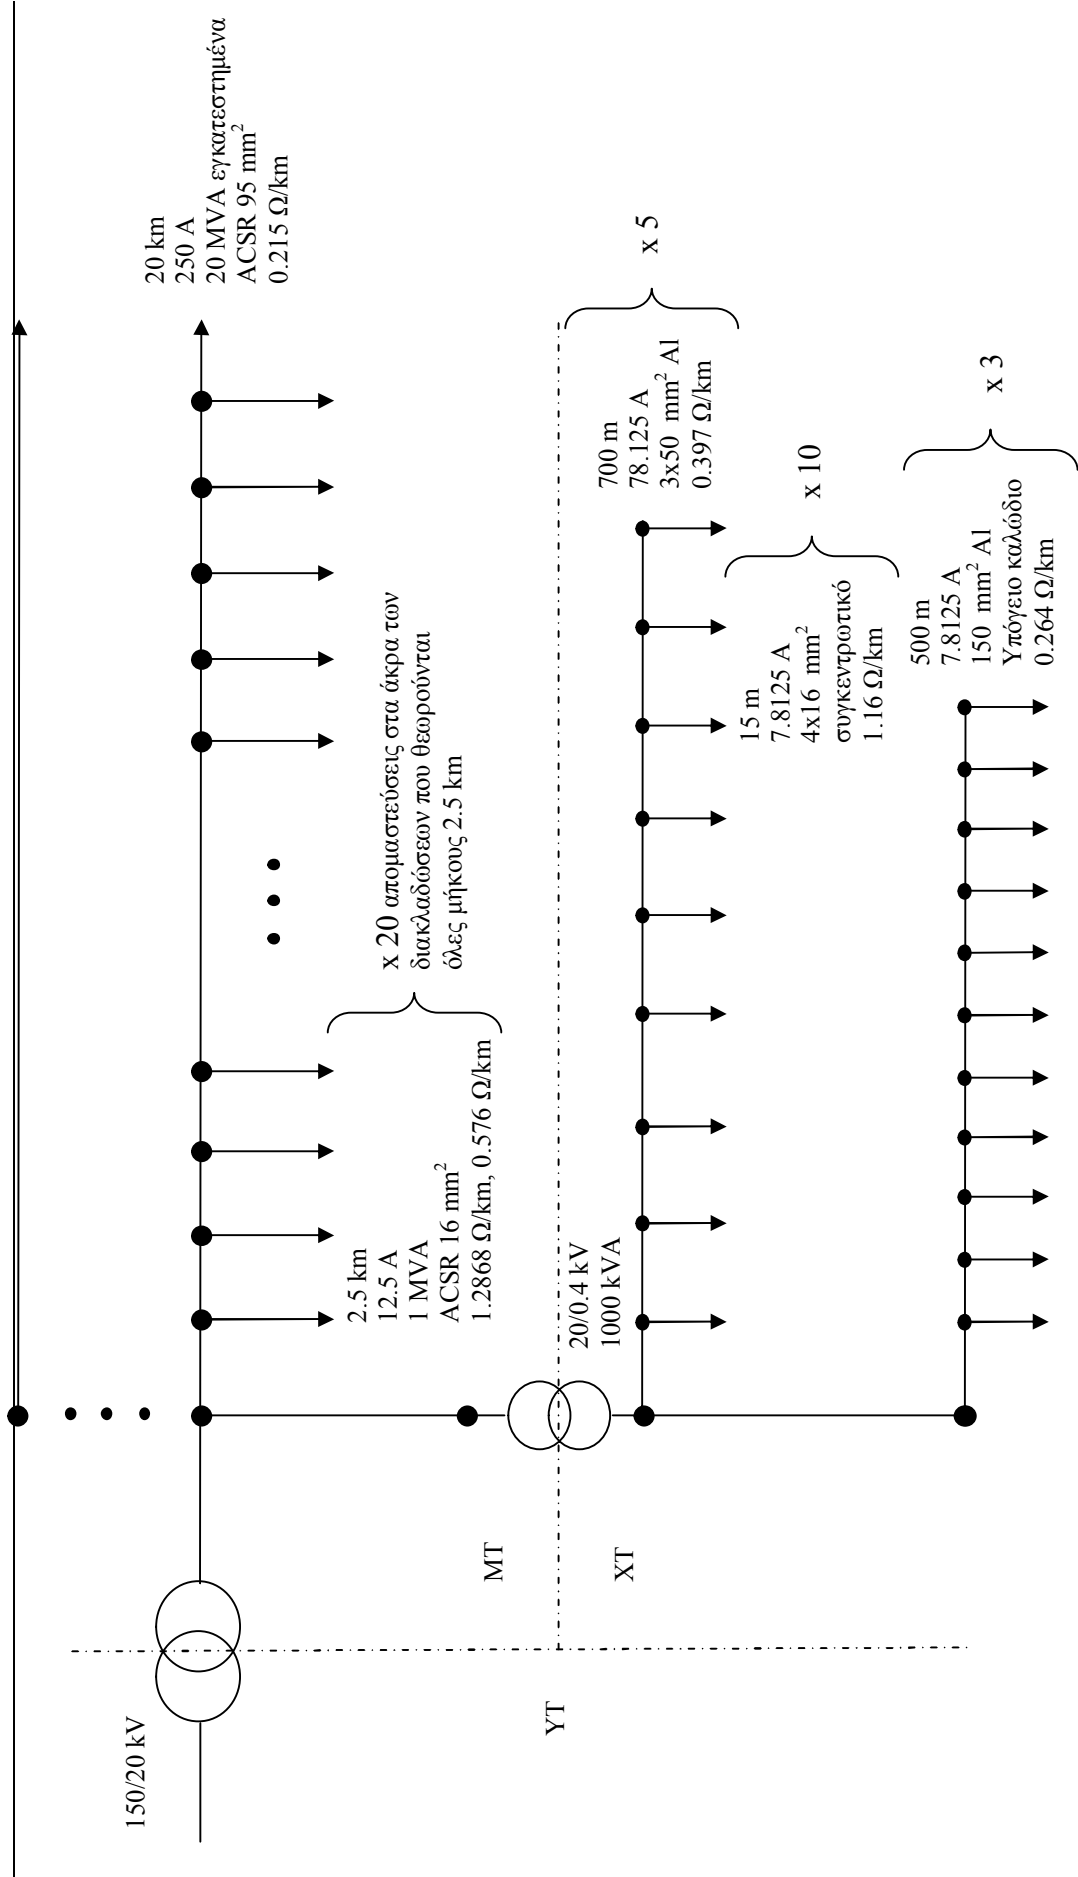 150/20 kV
20 km
250 A
20 MVA εγκατεστημένα
ACSR 95 mm²
0.215 Ω/km
x 20 απομαστεύσεις στα άκρα των
διακλαδώσεων που θεωρούνται
όλες μήκους 2.5 km
2.5 km
12.5 A
1 MVA
ACSR 16 mm²
1.2868 Ω/km, 0.576 Ω/km
ΥΤ
ΜΤ
ΧΤ
20/0.4 kV
1000 kVA
700 m
78.125 A
3x50 mm² Al
0.397 Ω/km
x 5
15 m
7.8125 A
4x16 mm²
συγκεντρωτικό
1.16 Ω/km
x 10
500 m
7.8125 A
150 mm² Al
Υπόγειο καλώδιο
0.264 Ω/km
x 3